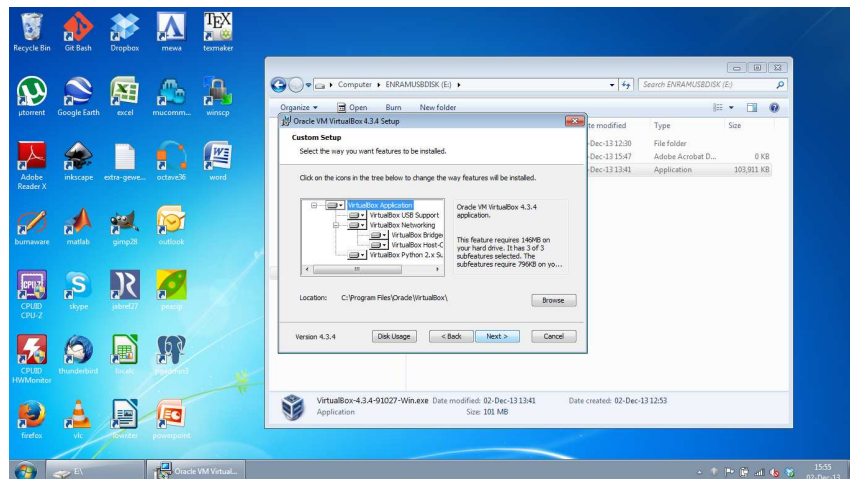 Recycle Bin
Git Bash
Dropbox
mewa
texmaker
µtorrent
Google Earth
excel
mucomm...
winscp
Adobe Reader X
inkscape
extra-gewe...
octave36
word
burnaware
matlab
gimp28
outlook
CPUID CPU-Z
skype
jabref27
peazip
CPUID HWMonitor
thunderbird
localc
firefox
vlc
lowriter
powerpoint
Computer
ENRAMUSBDISK (E:)
Search ENRAMUSBDISK (E:)
Organize
Open
Burn
New folder
te modified
Type
Size
-Dec-13 12:30
File folder
-Dec-13 15:47
Adobe Acrobat D...
0 KB
-Dec-13 13:41
Application
103,911 KB
Oracle VM VirtualBox 4.3.4 Setup
Custom Setup
Select the way you want features to be installed.
Click on the icons in the tree below to change the way features will be installed.
VirtualBox Application
VirtualBox USB Support
VirtualBox Networking
VirtualBox Bridge
VirtualBox Host-C
VirtualBox Python 2.x Su
Oracle VM VirtualBox 4.3.4
application.
This feature requires 146MB on
your hard drive. It has 3 of 3
subfeatures selected. The
subfeatures require 796KB on yo...
Location: C:\Program Files\Oracle\VirtualBox\
Browse
Version 4.3.4
Disk Usage
< Back
Next >
Cancel
VirtualBox-4.3.4-91027-Win.exe Date modified: 02-Dec-13 13:41 Date created: 02-Dec-13 12:53
Application Size: 101 MB
E:\
Oracle VM Virtual...
15:55
02-Dec-13